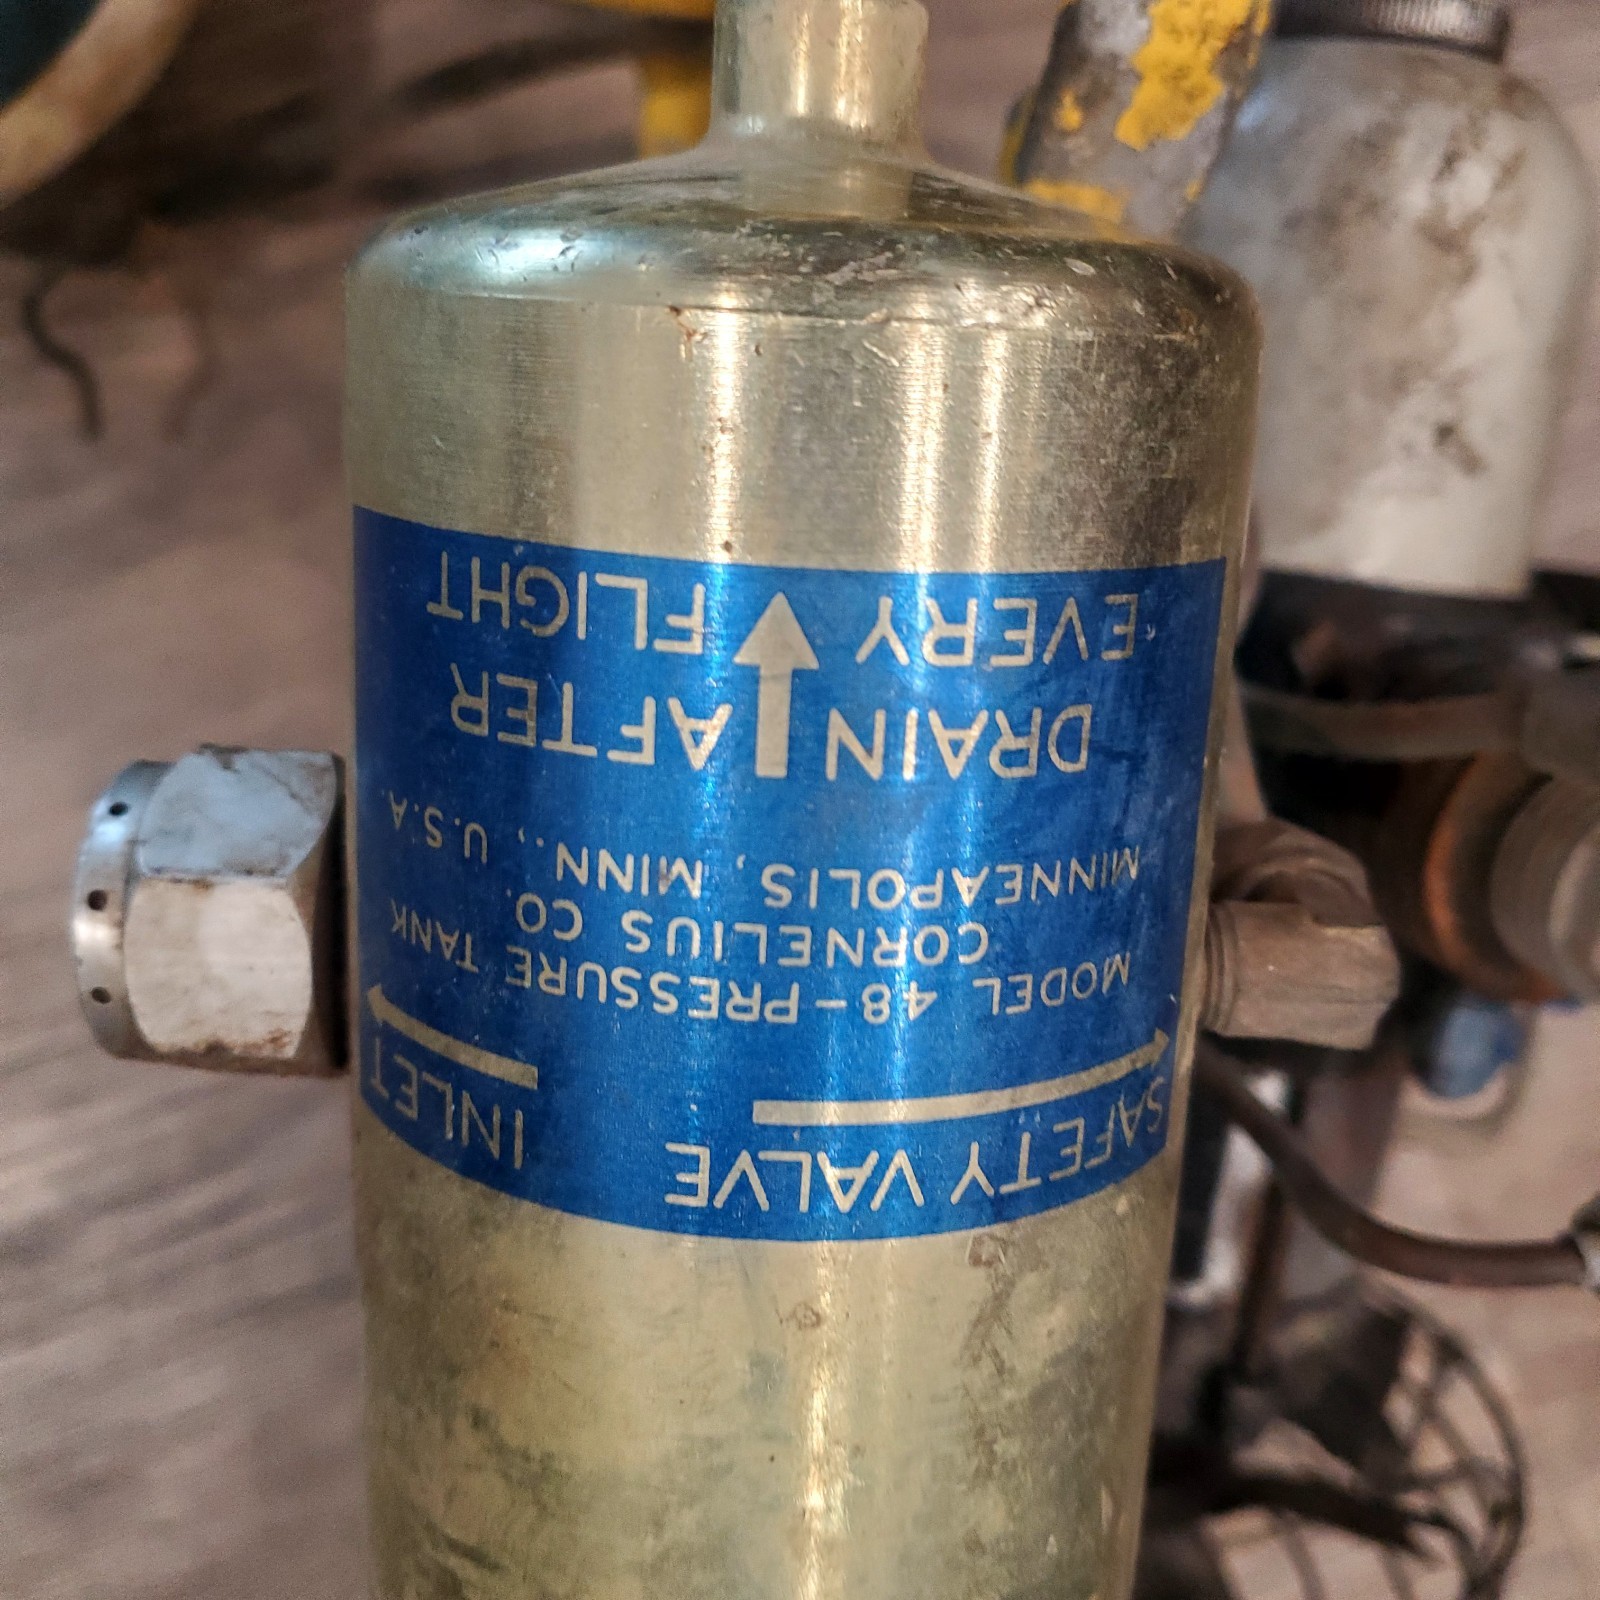 SAFETY VALVE INLET
MODEL 48-PRESSURE TANK
CORNELIUS CO.
MINNEAPOLIS, MINN., U.S.A.
DRAIN AFTER
EVERY FLIGHT